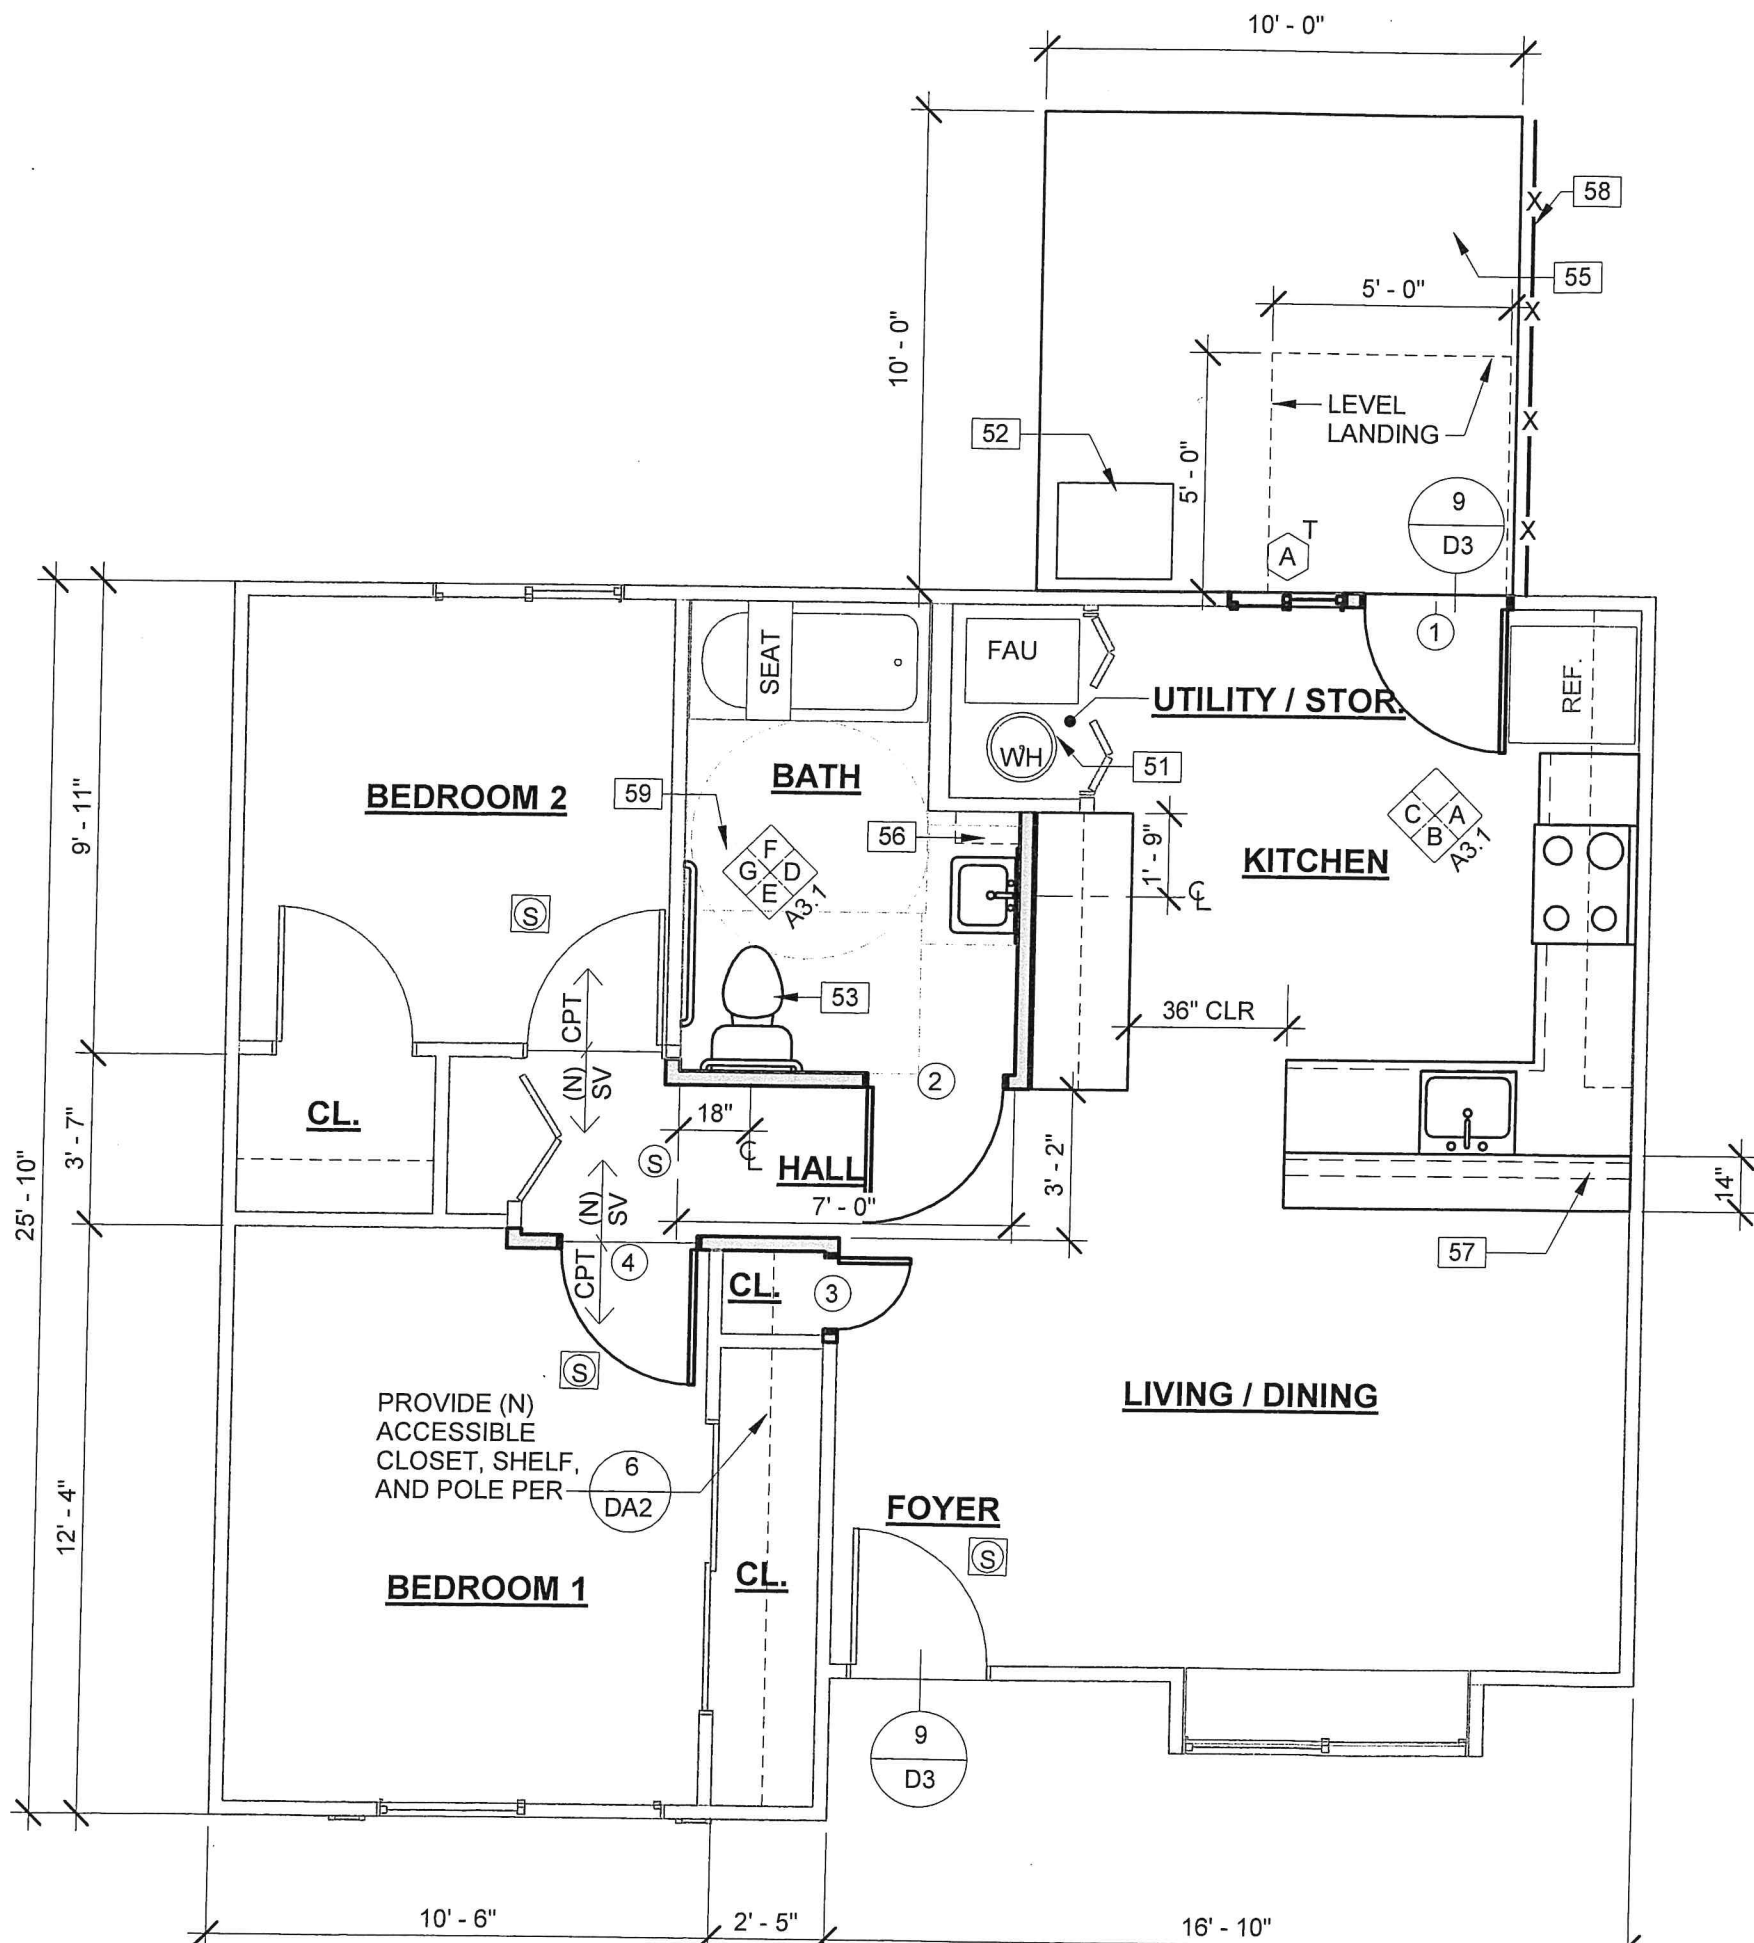 10' - 0"
58
55
5' - 0"
10' - 0"
LEVEL
LANDING
52
5' - 0"
9
D3
T
A
1
SEAT
FAU
REF.
UTILITY / STOR.
WH
51
BATH
59
BEDROOM 2
9' - 11"
56
F
G D
E
A3.1
C A
B
A3.1
1' - 9"
KITCHEN
CL
S
53
CPT
36" CLR
2
(N)
SV
CL.
18"
CL
3' - 7"
S
HALL
3' - 2"
14"
25' - 10"
(N)
SV
7' - 0"
57
4
CPT
CL.
3
S
PROVIDE (N)
ACCESSIBLE
CLOSET, SHELF,
AND POLE PER
6
DA2
LIVING / DINING
12' - 4"
FOYER
S
BEDROOM 1
CL.
9
D3
X
X
X
X
10' - 6"
2' - 5"
16' - 10"